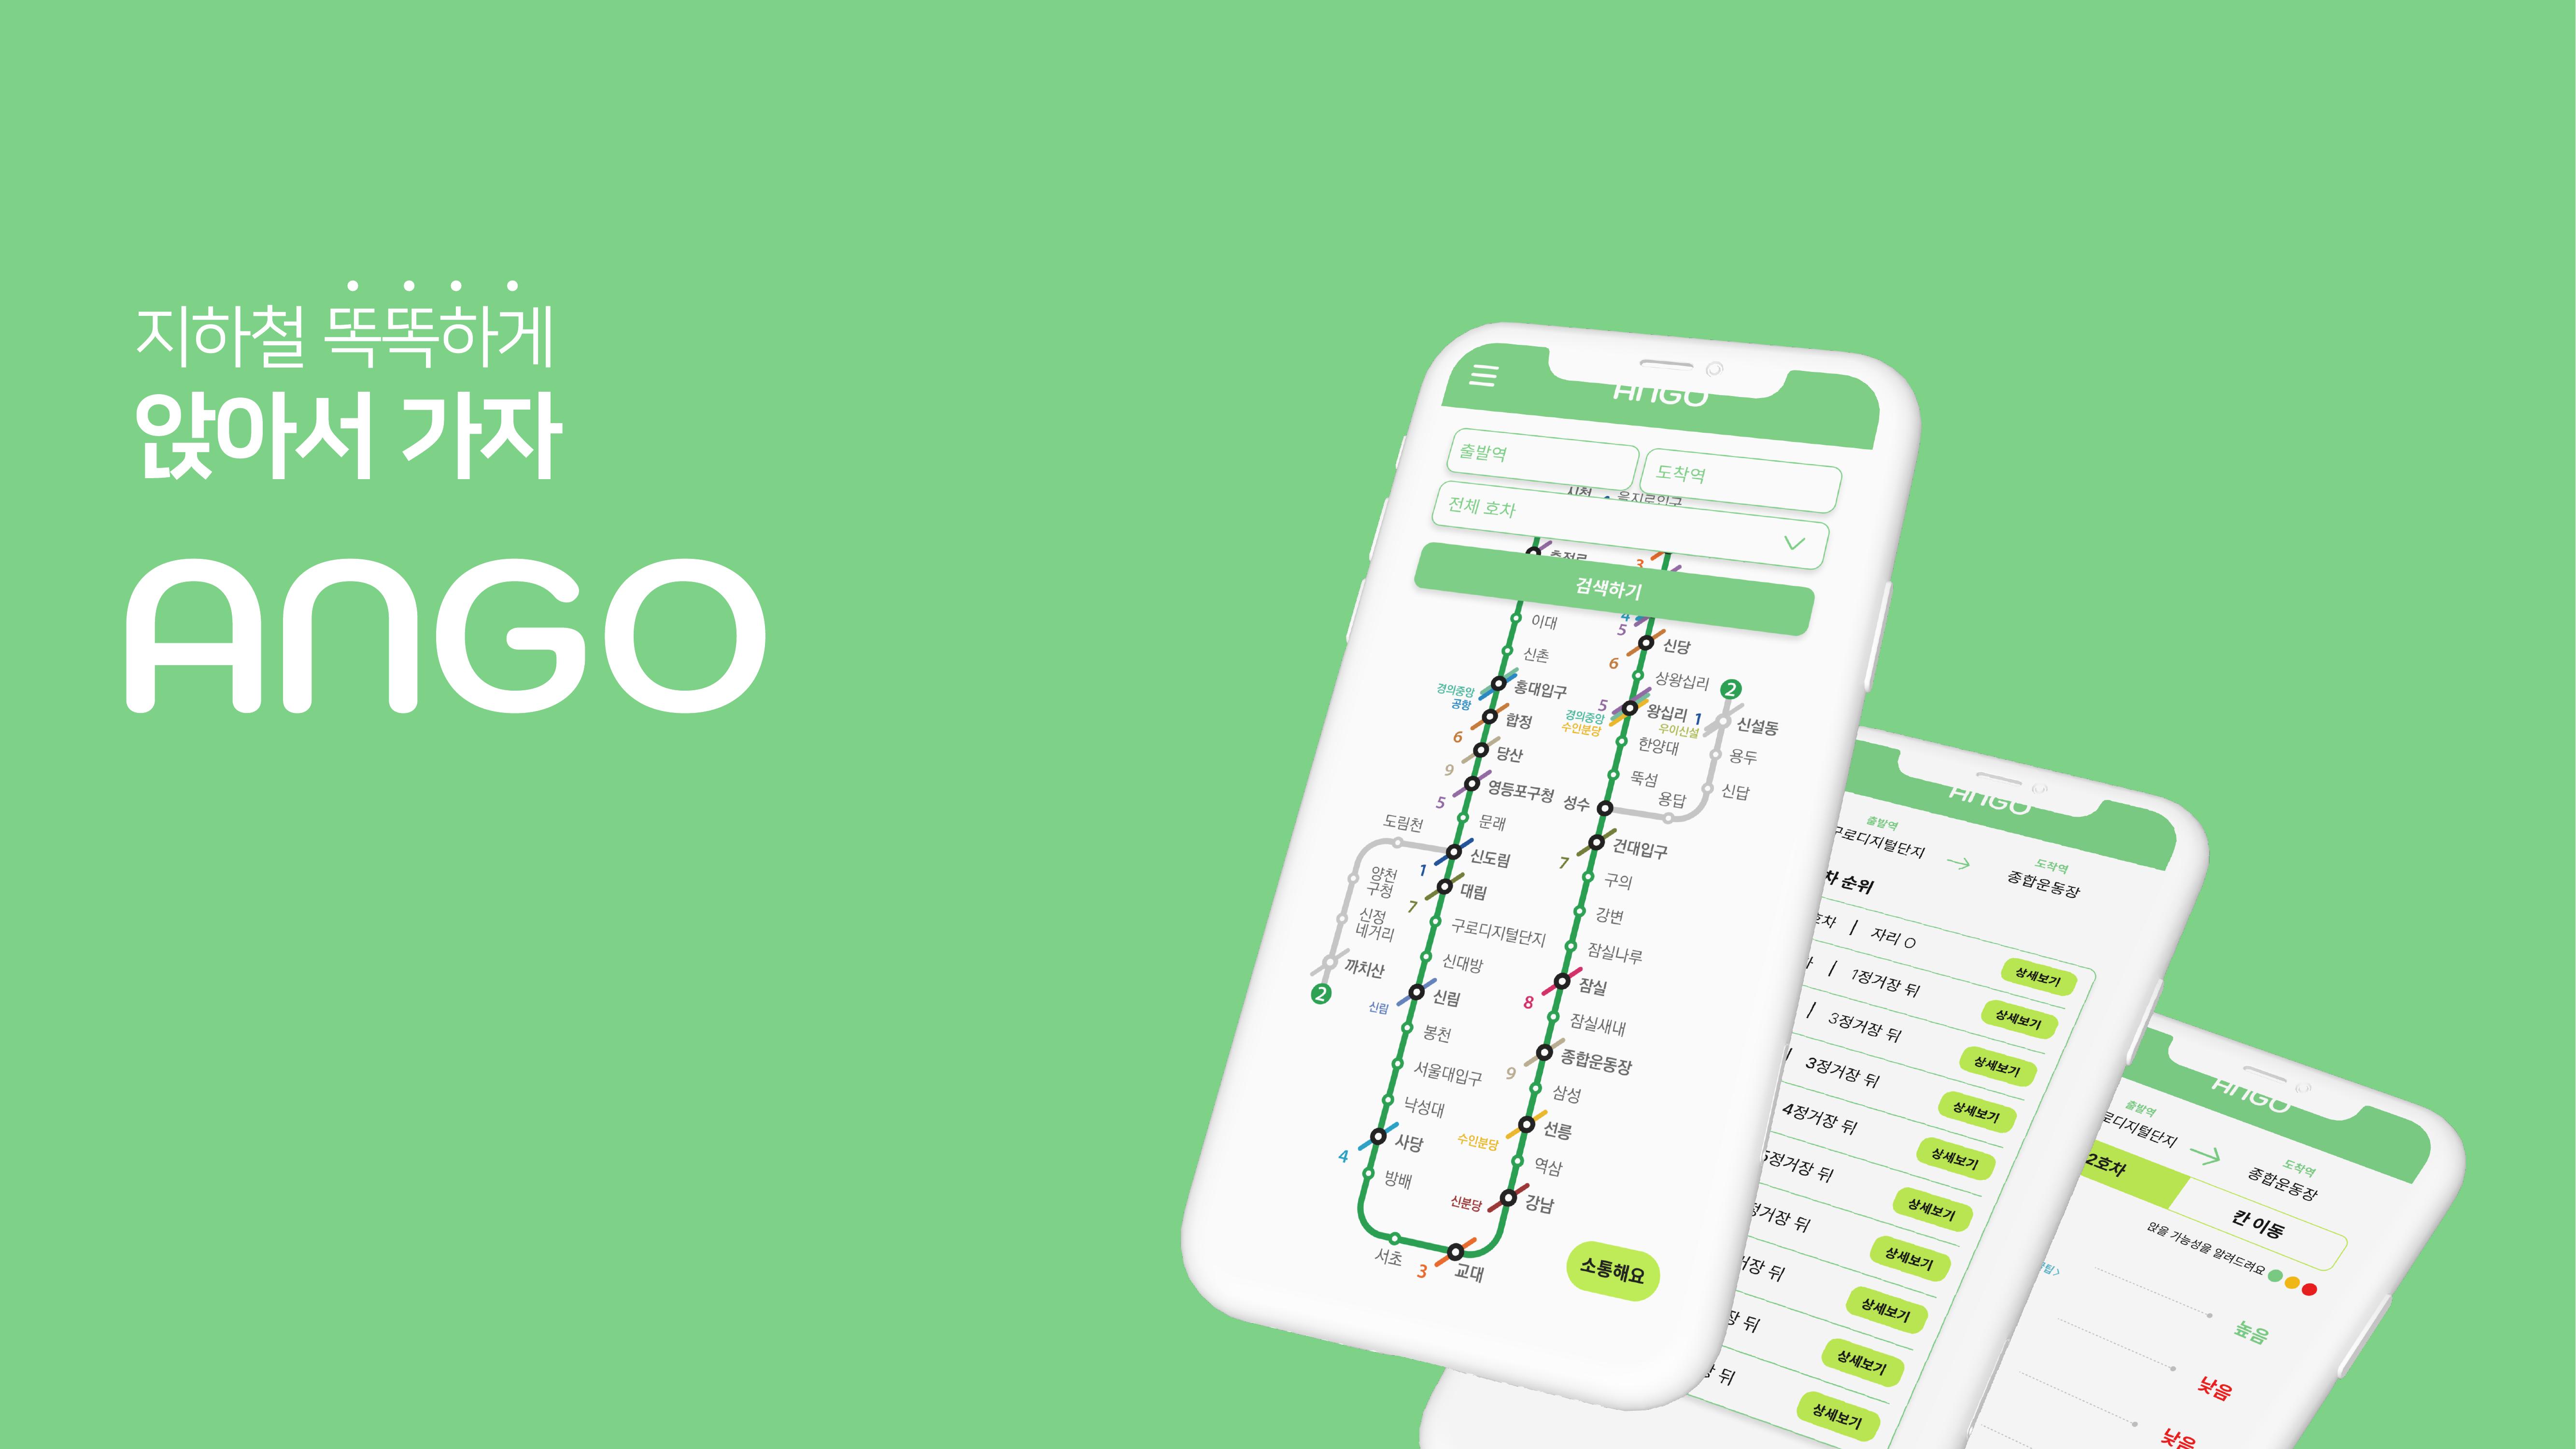 지하철 똑똑하게
앉아서 가자
ANGO
ANGO
출발역
도착역
을지로입구
전체 호차
3
검색하기
4
5
이대
신당
6
신촌
상왕십리
2
경의중앙
공항
홍대입구
5
경의중앙
수인분당
왕십리
1
우이신설
신설동
합정
6
한양대
용두
당산
9
뚝섬
용답
신답
영등포구청
5
성수
도림천
문래
건대입구
7
신도림
1
양천
구청
구의
대림
7
신정
네거리
강변
구로디지털단지
잠실나루
까치산
2
신대방
잠실
8
신림
신림
잠실새내
봉천
종합운동장
9
서울대입구
삼성
낙성대
선릉
수인분당
사당
4
역삼
방배
강남
신분당
서초
3
교대
소통해요
ANGO
출발역
구로디지털단지
도착역
종합운동장
차 순위
호차 | 자리 O
상세보기
| 1정거장 뒤
상세보기
| 3정거장 뒤
상세보기
| 3정거장 뒤
상세보기
4정거장 뒤
상세보기
5정거장 뒤
상세보기
정거장 뒤
상세보기
거장 뒤
상세보기
장 뒤
상세보기
뒤
상세보기
ANGO
출발역
로디지털단지
도착역
종합운동장
2호차
칸 이동
앉을 가능성을 알려드려요
팁>
높음
낮음
낮음